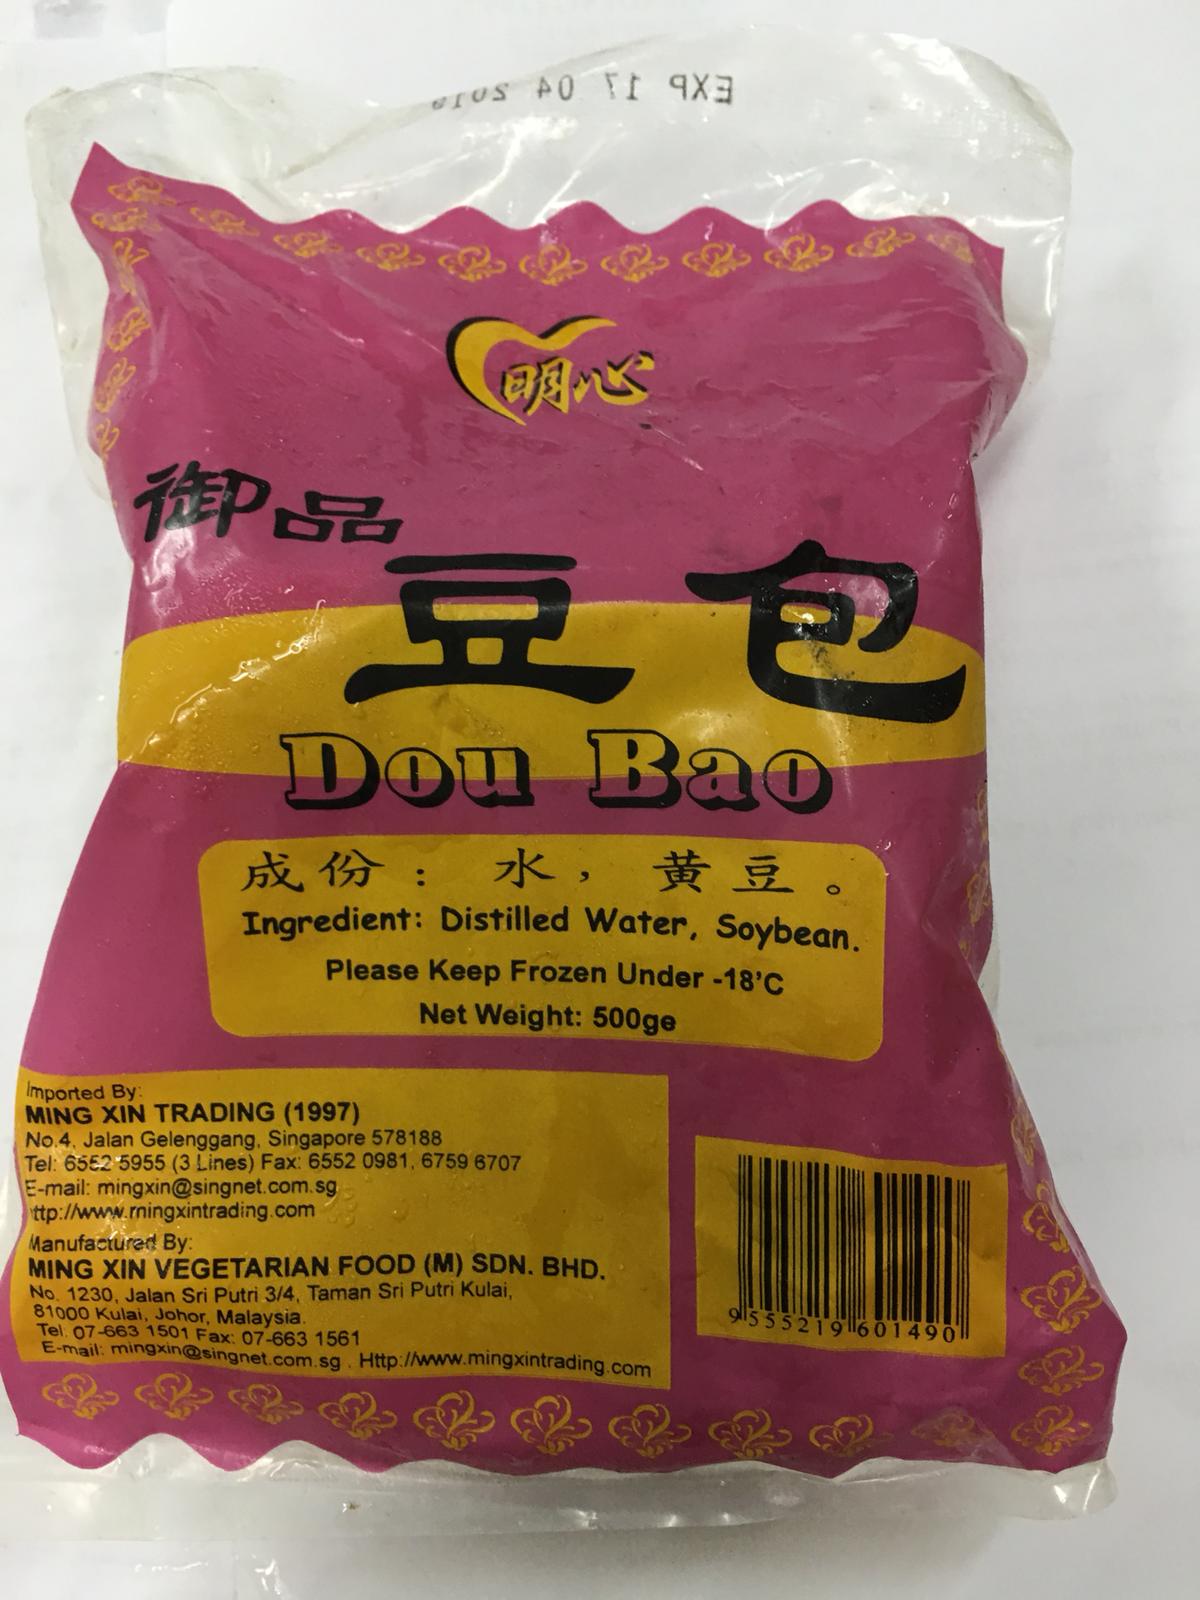 EXP 17 04 2019
明心
御品
豆包
Dou Bao
成份：水，黄豆。
Ingredient: Distilled Water, Soybean.
Please Keep Frozen Under -18'C
Net Weight: 500ge
Imported By:
MING XIN TRADING (1997)
No.4, Jalan Gelenggang, Singapore 578188
Tel: 6552 5955 (3 Lines) Fax: 6552 0981, 6759 6707
E-mail: mingxin@singnet.com.sg
ttp://www.mingxintrading.com
Manufactured By:
MING XIN VEGETARIAN FOOD (M) SDN. BHD.
No. 1230, Jalan Sri Putri 3/4, Taman Sri Putri Kulai,
81000 Kulai, Johor, Malaysia.
Tel: 07-663 1501 Fax: 07-663 1561
E-mail: mingxin@singnet.com.sg . Http://www.mingxintrading.com
9 555219 601490